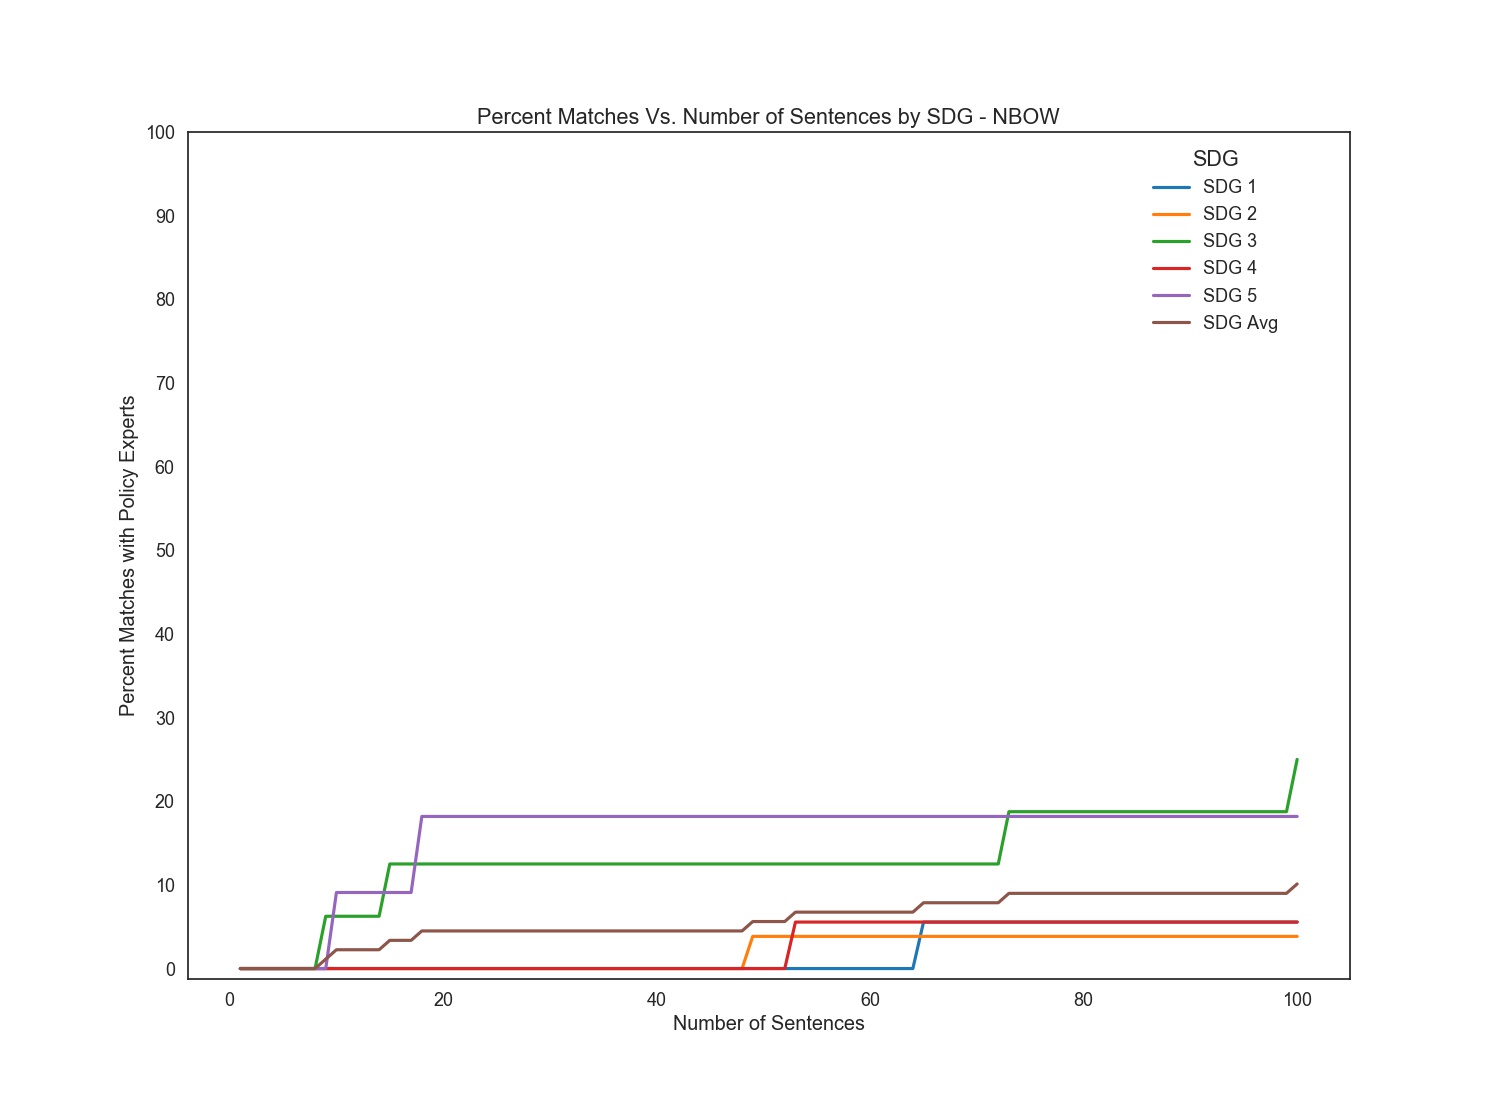 Percent Matches Vs. Number of Sentences by SDG - NBOW
100
90
80
70
60
50
40
30
20
10
0
Percent Matches with Policy Experts
SDG
SDG 1
SDG 2
SDG 3
SDG 4
SDG 5
SDG Avg
0 20 40 60 80 100
Number of Sentences